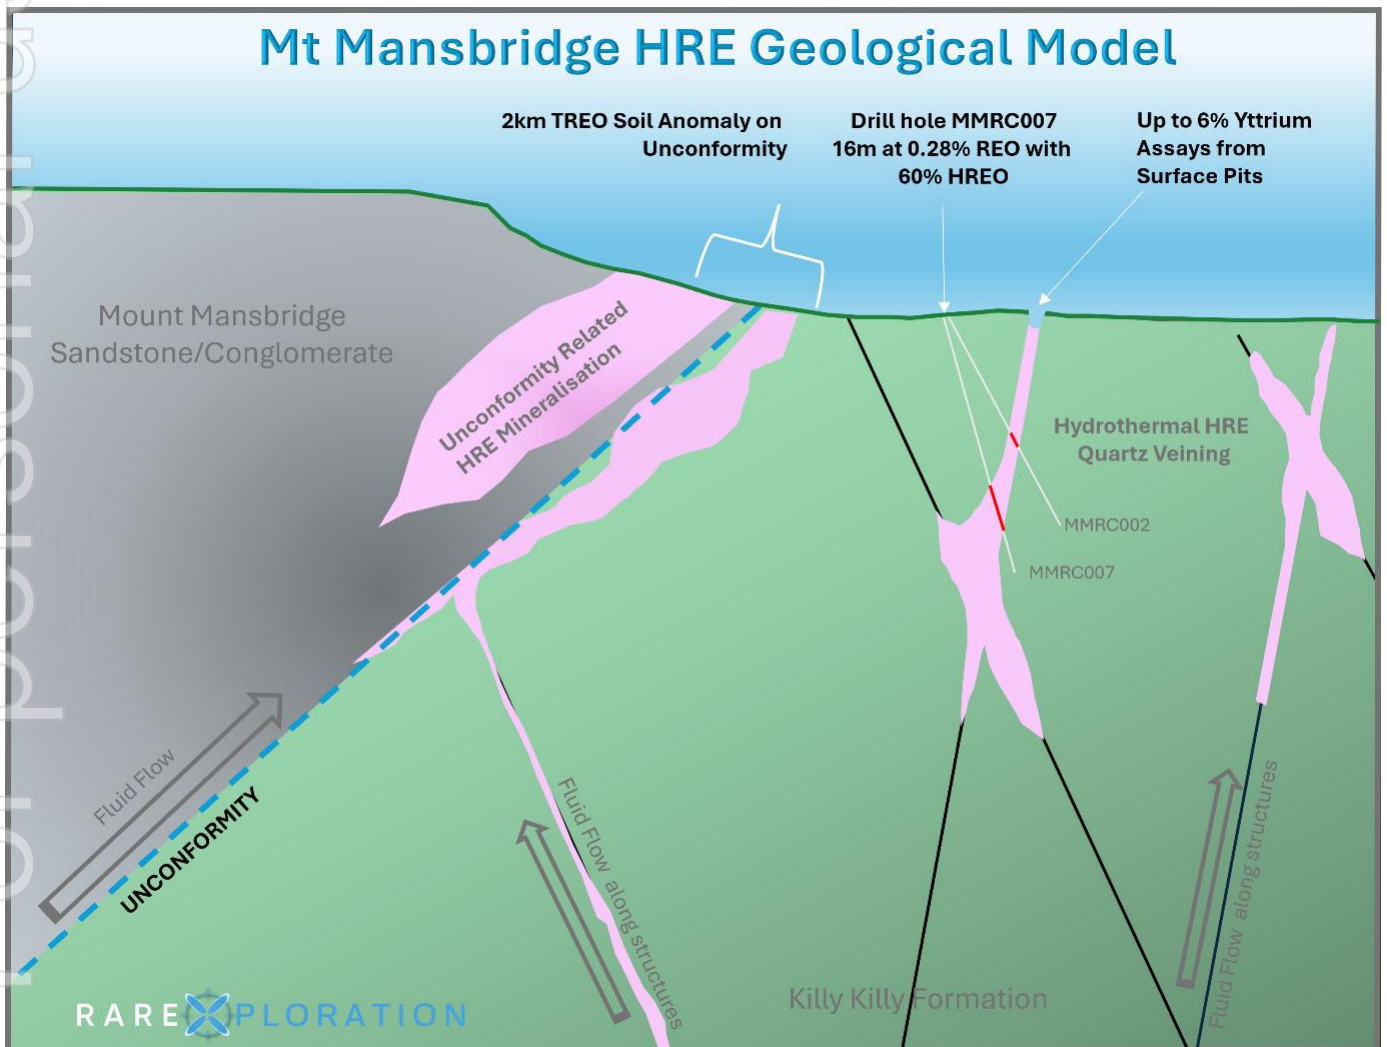 Mt Mansbridge HRE Geological Model
2km TREO Soil Anomaly on
Unconformity
Drill hole MMRC007
16m at 0.28% REO with
60% HREO
Up to 6% Yttrium
Assays from
Surface Pits
Mount Mansbridge
Sandstone/Conglomerate
Unconformity Related
HRE Mineralisation
Hydrothermal HRE
Quartz Veining
MMRC002
MMRC007
Fluid Flow
UNCONFORMITY
Fluid Flow along structures
Fluid Flow along structures
Killy Killy Formation
RAREXPLORATION
or personal u